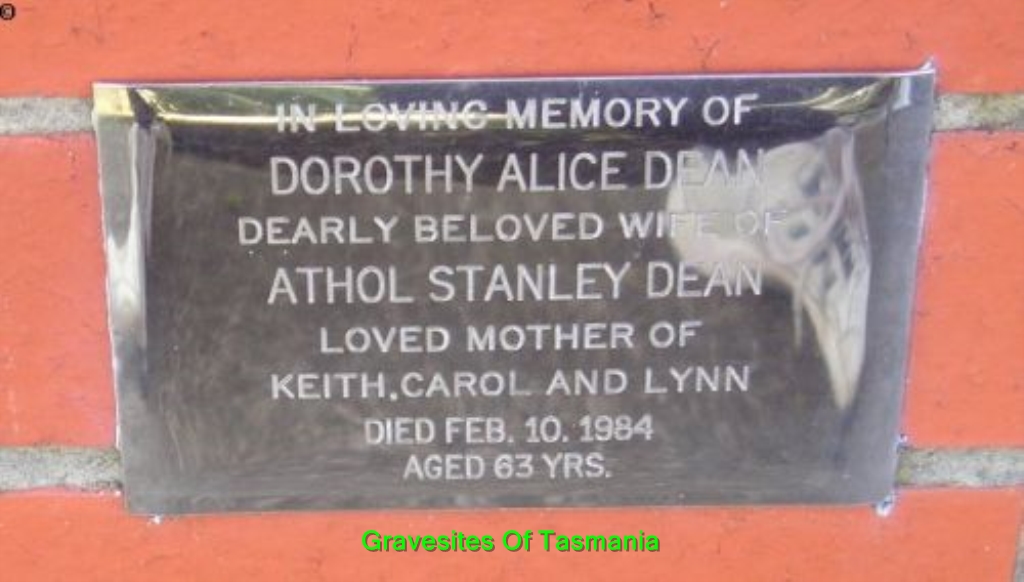 IN LOVING MEMORY OF
DOROTHY ALICE DEAN
DEARLY BELOVED WIFE OF
ATHOL STANLEY DEAN
LOVED MOTHER OF
KEITH, CAROL AND LYNN
DIED FEB. 10. 1984
AGED 63 YRS.
Gravesites Of Tasmania